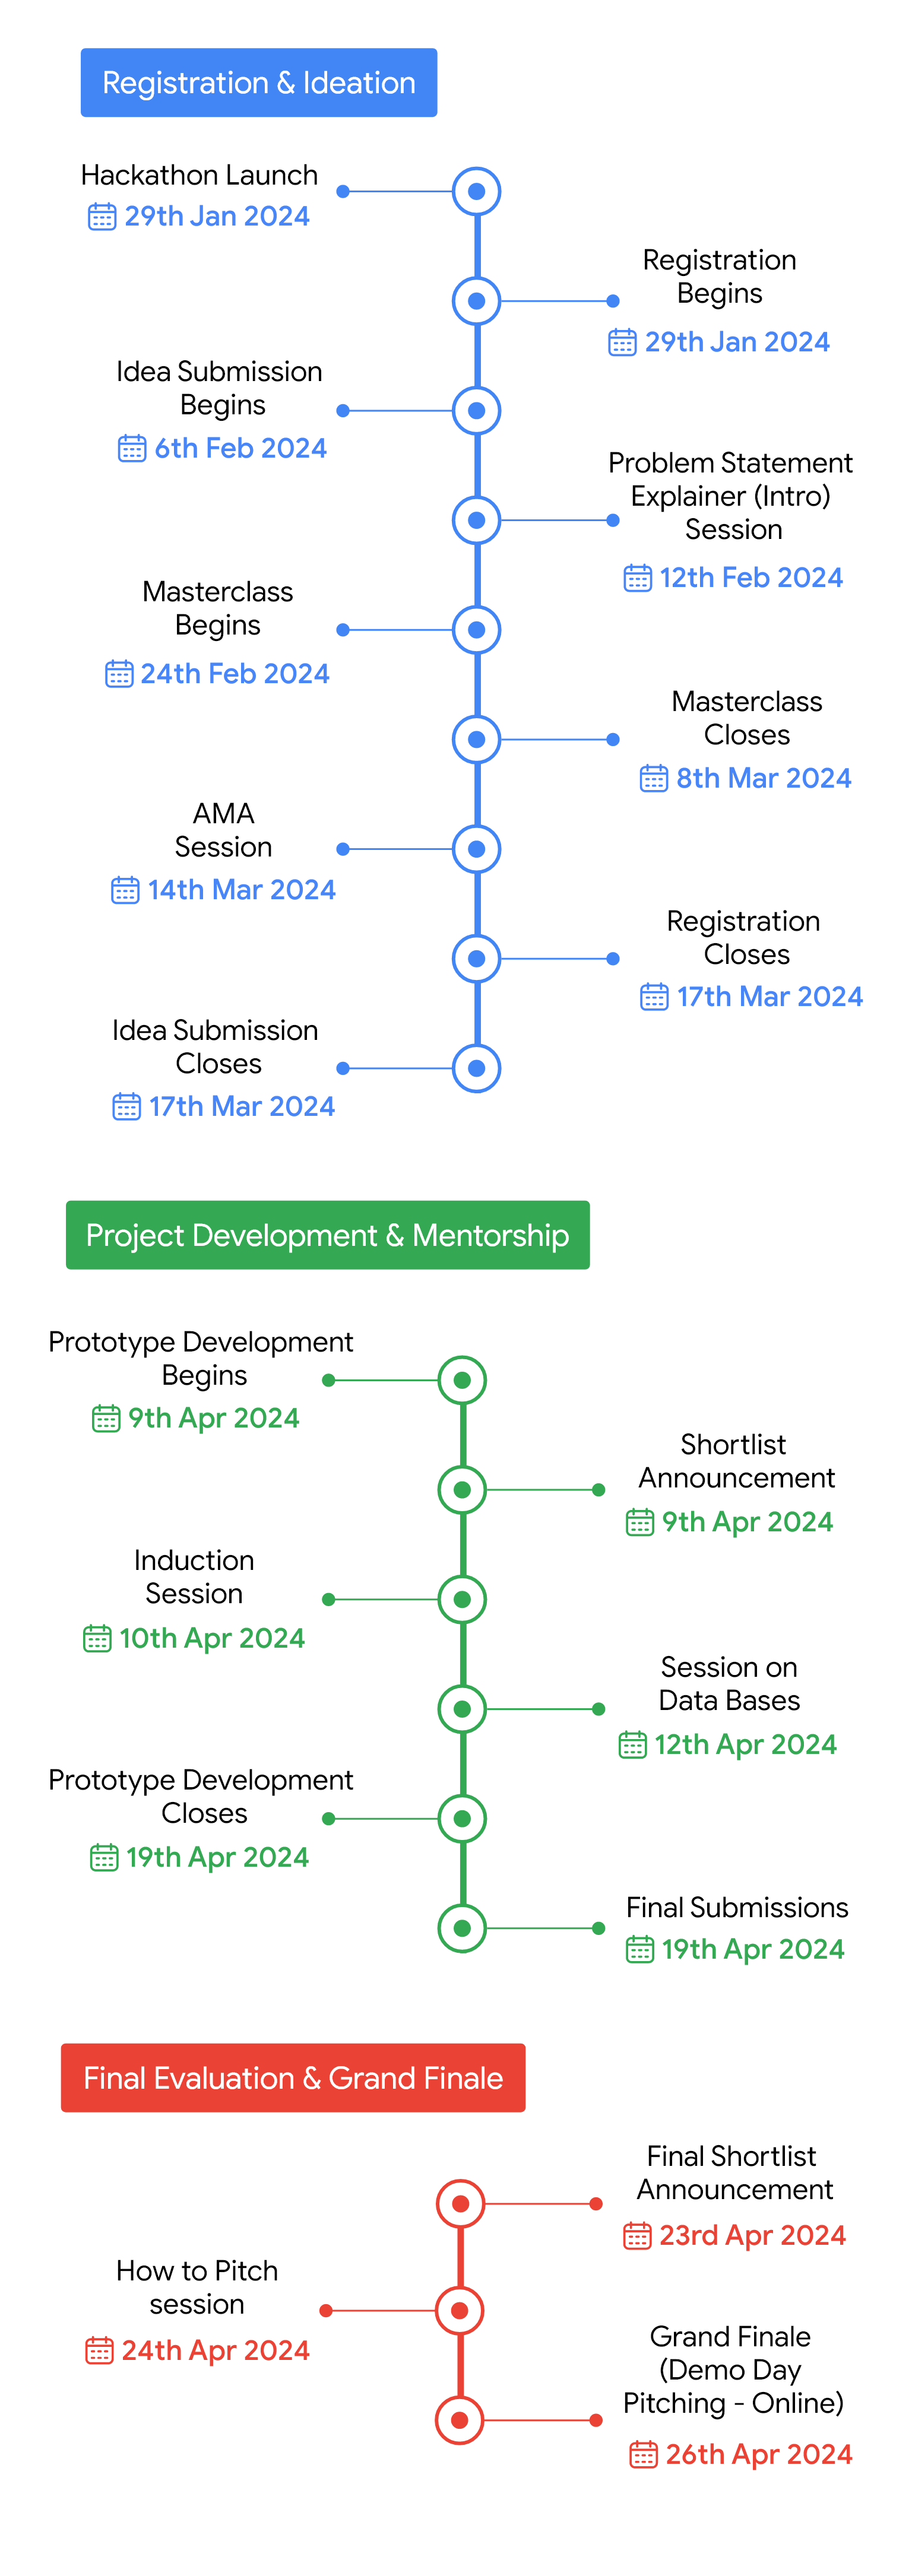 Registration & Ideation
Hackathon Launch
29th Jan 2024
Registration
Begins
29th Jan 2024
Idea Submission
Begins
6th Feb 2024
Problem Statement
Explainer (Intro)
Session
12th Feb 2024
Masterclass
Begins
24th Feb 2024
Masterclass
Closes
8th Mar 2024
AMA
Session
14th Mar 2024
Registration
Closes
17th Mar 2024
Idea Submission
Closes
17th Mar 2024
Project Development & Mentorship
Prototype Development
Begins
9th Apr 2024
Shortlist
Announcement
9th Apr 2024
Induction
Session
10th Apr 2024
Session on
Data Bases
12th Apr 2024
Prototype Development
Closes
19th Apr 2024
Final Submissions
19th Apr 2024
Final Evaluation & Grand Finale
Final Shortlist
Announcement
23rd Apr 2024
How to Pitch
session
24th Apr 2024
Grand Finale
(Demo Day
Pitching - Online)
26th Apr 2024